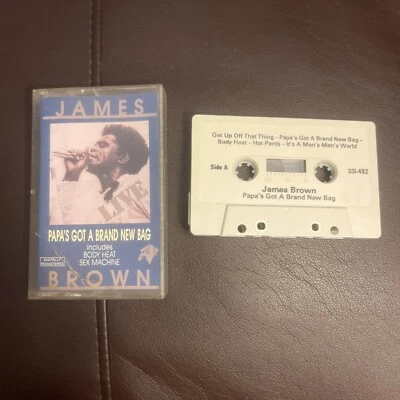 JAMES
LIVE
PAPA'S GOT A BRAND NEW BAG
includes
BODY HEAT
SEX MACHINE
DIGITALLY
REMASTERED
BROWN
Get Up Off That Thing - Papa's Got A Brand New Bag -
Body Heat - Hot Pants - It's A Man's Man's World
Side A
SSI-482
James Brown
Papa's Got A Brand New Bag